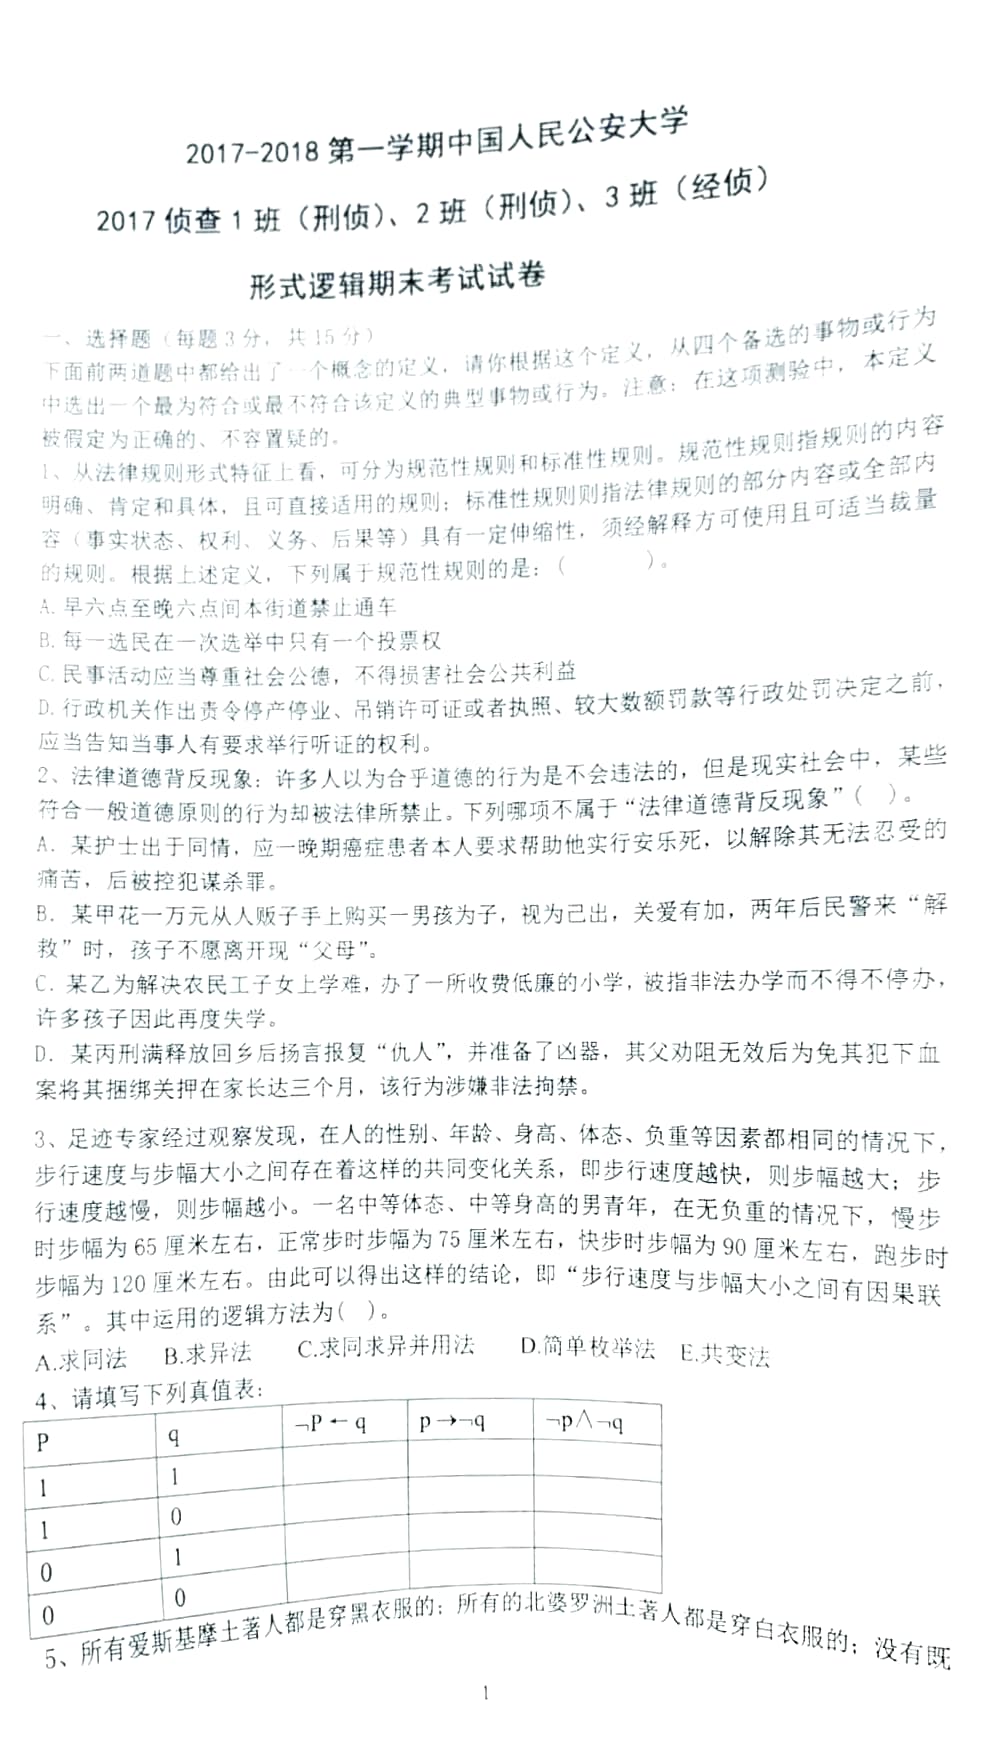 2017-2018 第一学期中国人民公安大学
2017 侦查 1 班（刑侦）、2 班（刑侦）、3 班（经侦）
形式逻辑期末考试试卷
一、选择题（每题 3 分，共 15 分）
下面前两道题中都给出了一个概念的定义，请你根据这个定义，从四个备选的事物或行为
中选出一个最为符合或最不符合该定义的典型事物或行为。注意：在这项测验中，本定义
被假定为正确的、不容置疑的。
1、从法律规则形式特征上看，可分为规范性规则和标准性规则。规范性规则指规则的内容
明确、肯定和具体，且可直接适用的规则；标准性规则则指法律规则的部分内容或全部内
容（事实状态、权利、义务、后果等）具有一定伸缩性，须经解释方可使用且可适当裁量
的规则。根据上述定义，下列属于规范性规则的是：（ ）。
A. 早六点至晚六点间本街道禁止通车
B. 每一选民在一次选举中只有一个投票权
C. 民事活动应当尊重社会公德，不得损害社会公共利益
D. 行政机关作出责令停产停业、吊销许可证或者执照、较大数额罚款等行政处罚决定之前，
应当告知当事人有要求举行听证的权利。
2、法律道德背反现象：许多人以为合乎道德的行为是不会违法的，但是现实社会中，某些
符合一般道德原则的行为却被法律所禁止。下列哪项不属于“法律道德背反现象”（ ）。
A. 某护士出于同情，应一晚期癌症患者本人要求帮助他实行安乐死，以解除其无法忍受的
痛苦，后被控犯谋杀罪。
B. 某甲花一万元从人贩子手上购买一男孩为子，视为己出，关爱有加，两年后民警来“解
救”时，孩子不愿离开现“父母”。
C. 某乙为解决农民工子女上学难，办了一所收费低廉的小学，被指非法办学而不得不停办，
许多孩子因此再度失学。
D. 某丙刑满释放回乡后扬言报复“仇人”，并准备了凶器，其父劝阻无效后为免其犯下血
案将其捆绑关押在家长达三个月，该行为涉嫌非法拘禁。
3、足迹专家经过观察发现，在人的性别、年龄、身高、体态、负重等因素都相同的情况下，
步行速度与步幅大小之间存在着这样的共同变化关系，即步行速度越快，则步幅越大；步
行速度越慢，则步幅越小。一名中等体态、中等身高的男青年，在无负重的情况下，慢步
时步幅为 65 厘米左右，正常步时步幅为 75 厘米左右，快步时步幅为 90 厘米左右，跑步时
步幅为 120 厘米左右。由此可以得出这样的结论，即“步行速度与步幅大小之间有因果联
系”。其中运用的逻辑方法为( )。
A.求同法 B.求异法 C.求同求异并用法 D.简单枚举法 E.共变法
4、请填写下列真值表：
P q ¬P←q p→¬q ¬p∧¬q
1 1
1 0
0 1
0 0
5、所有爱斯基摩土著人都是穿黑衣服的；所有的北婆罗洲土著人都是穿白衣服的；没有既
1